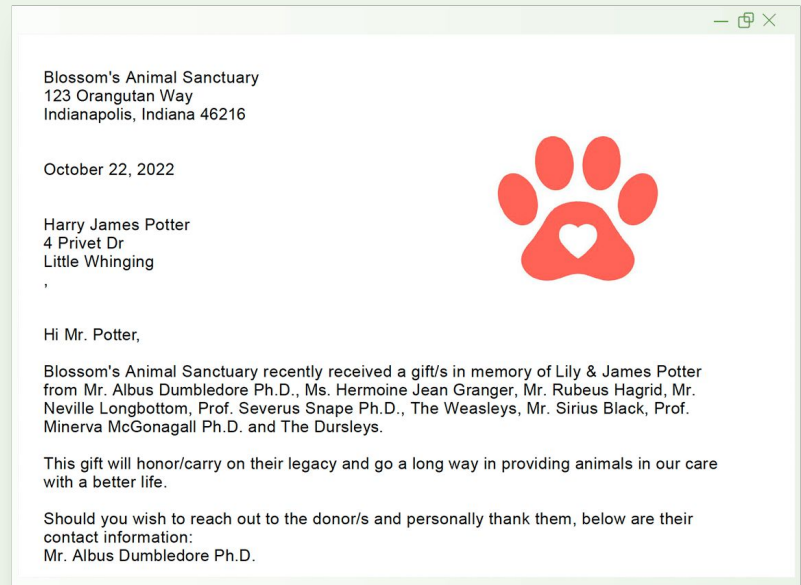 Blossom's Animal Sanctuary
123 Orangutan Way
Indianapolis, Indiana 46216
October 22, 2022
Harry James Potter
4 Privet Dr
Little Whinging
,
Hi Mr. Potter,
Blossom's Animal Sanctuary recently received a gift/s in memory of Lily & James Potter
from Mr. Albus Dumbledore Ph.D., Ms. Hermoine Jean Granger, Mr. Rubeus Hagrid, Mr.
Neville Longbottom, Prof. Severus Snape Ph.D., The Weasleys, Mr. Sirius Black, Prof.
Minerva McGonagall Ph.D. and The Dursleys.
This gift will honor/carry on their legacy and go a long way in providing animals in our care
with a better life.
Should you wish to reach out to the donor/s and personally thank them, below are their
contact information:
Mr. Albus Dumbledore Ph.D.